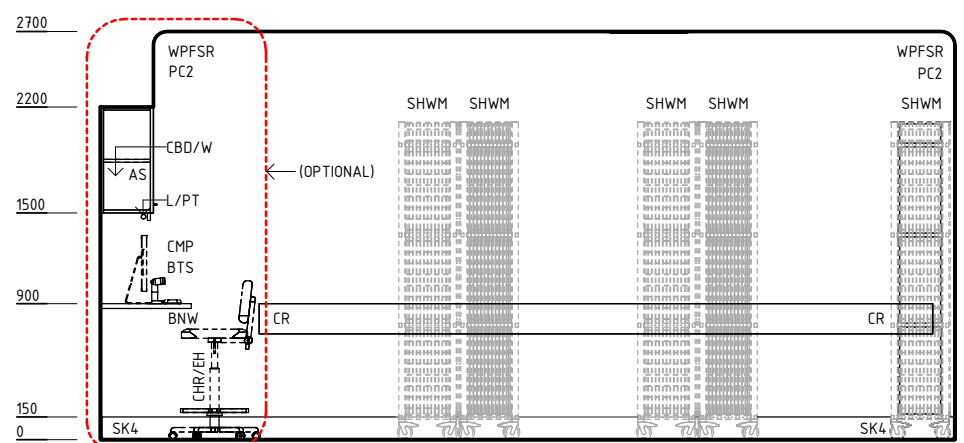 2700
WPFSR
PC2
WPFSR
PC2
2200
SHWM SHWM SHWM SHWM SHWM
CBD/W
AS
(OPTIONAL)
L/PT
1500
CMP
BTS
900
BNW
CR CR
CHR/EH
150
SK4 SK4
0